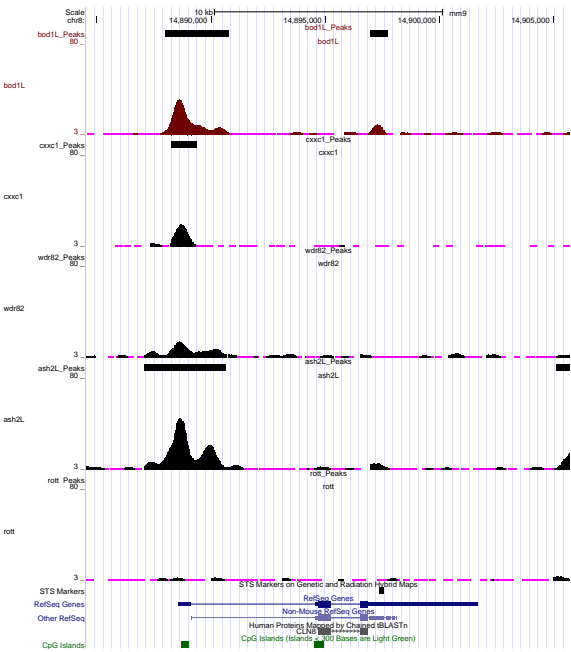 Scale 10 kb mm9
chr8: 14,890,000 14,895,000 14,900,000 14,905,000
bod1L_Peaks
bod1L_Peaks
80 _ bod1L
bod1L
3 _
cxxc1_Peaks
cxxc1_Peaks
80 _ cxxc1
cxxc1
3 _
wdr82_Peaks
wdr82_Peaks
80 _ wdr82
wdr82
3 _
ash2L_Peaks
ash2L_Peaks
80 _ ash2L
ash2L
3 _
rott_Peaks
rott_Peaks
80 _ rott
rott
3 _
STS Markers on Genetic and Radiation Hybrid Maps
STS Markers
RefSeq Genes
RefSeq Genes
Non-Mouse RefSeq Genes
Other RefSeq
Human Proteins Mapped by Chained tBLASTn
CLN8
CpG Islands (Islands < 300 Bases are Light Green)
CpG Islands